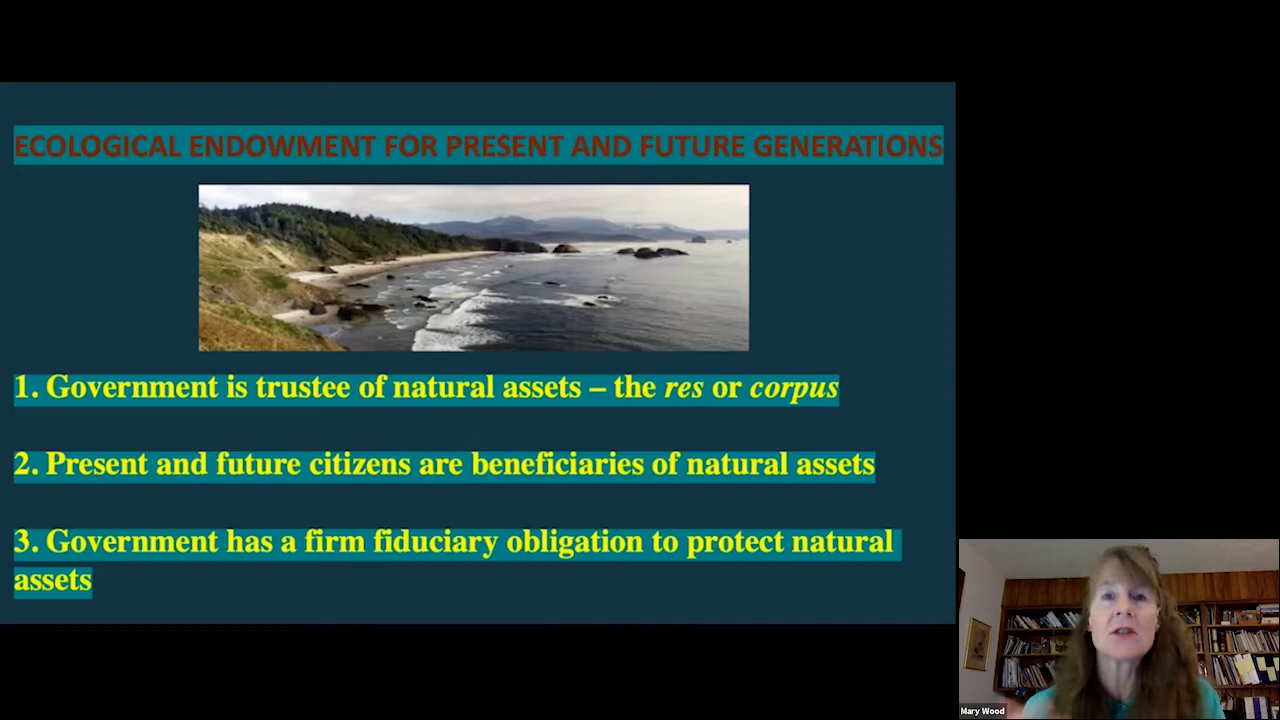 ECOLOGICAL ENDOWMENT FOR PRESENT AND FUTURE GENERATIONS
1. Government is trustee of natural assets – the res or corpus
2. Present and future citizens are beneficiaries of natural assets
3. Government has a firm fiduciary obligation to protect natural
assets
Mary Wood